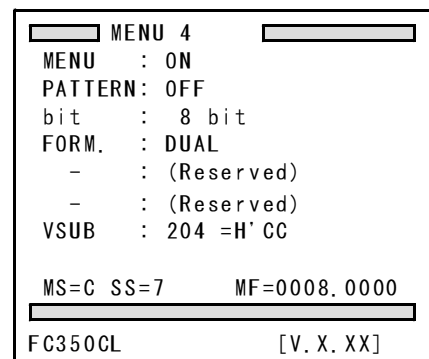 MENU 4
MENU : ON
PATTERN: OFF
bit : 8 bit
FORM. : DUAL
- : (Reserved)
- : (Reserved)
VSUB : 204 =H'CC
MS=C SS=7 MF=0008.0000
FC350CL [V.X.XX]